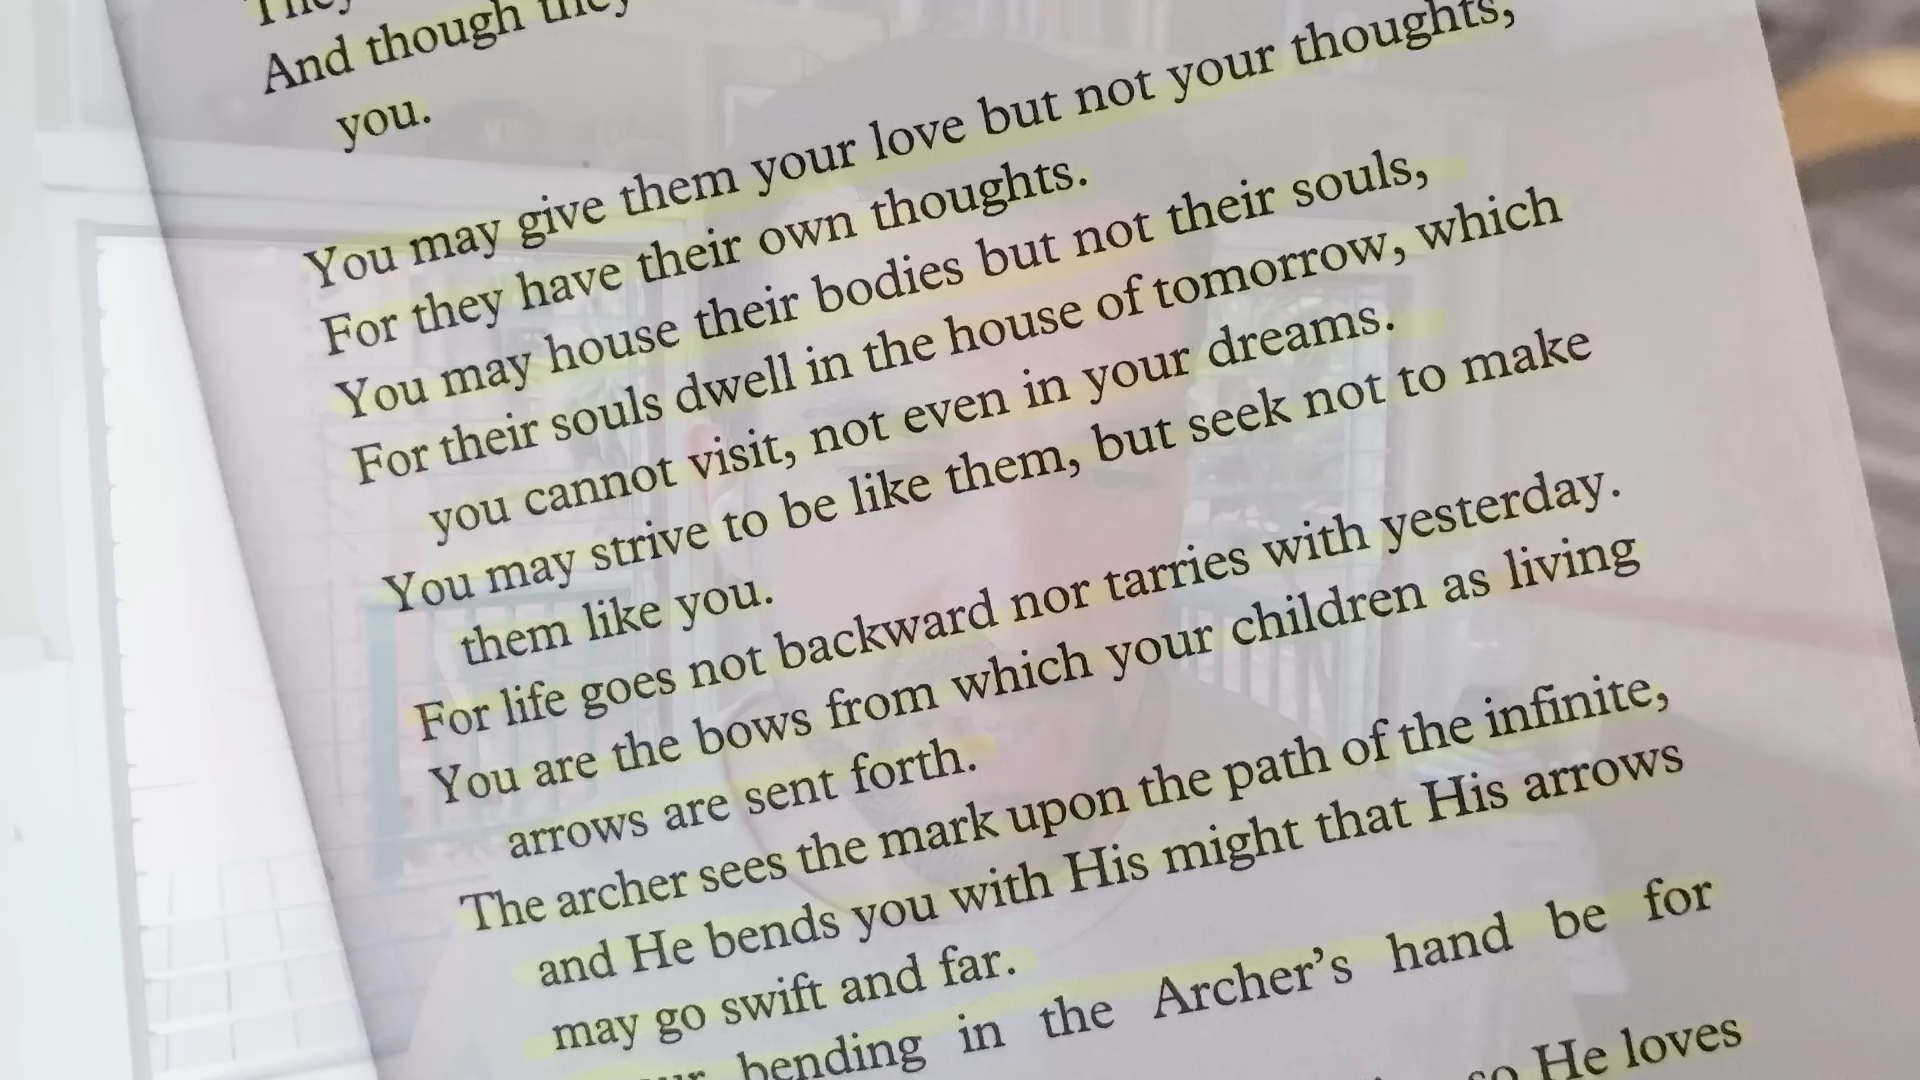 They
And though they
you.
You may give them your love but not your thoughts,
For they have their own thoughts.
You may house their bodies but not their souls,
For their souls dwell in the house of tomorrow, which
you cannot visit, not even in your dreams.
You may strive to be like them, but seek not to make
them like you.
For life goes not backward nor tarries with yesterday.
You are the bows from which your children as living
arrows are sent forth.
The archer sees the mark upon the path of the infinite,
and He bends you with His might that His arrows
may go swift and far.
bending in the Archer's hand be for
so He loves